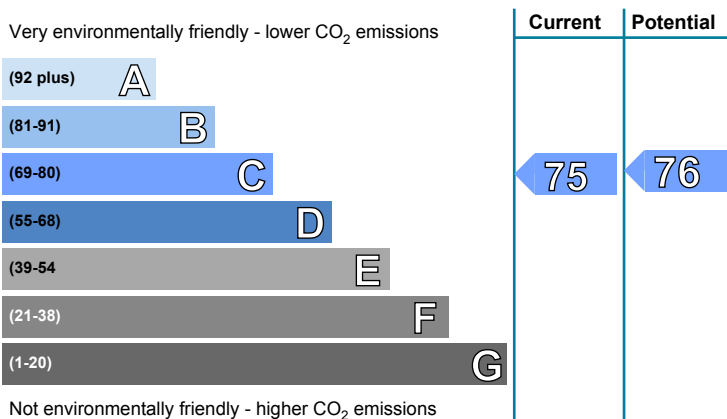 Very environmentally friendly - lower CO2 emissions
Current
Potential
(92 plus) A
(81-91) B
(69-80) C
75
76
(55-68) D
(39-54 E
(21-38) F
(1-20) G
Not environmentally friendly - higher CO2 emissions